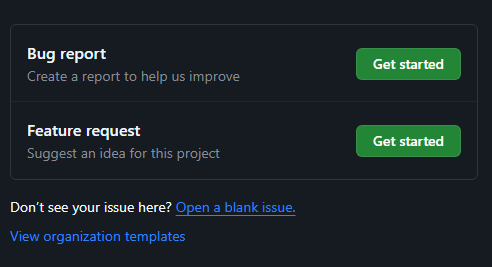 Bug report
Create a report to help us improve
Get started
Feature request
Suggest an idea for this project
Get started
Don't see your issue here? Open a blank issue.
View organization templates